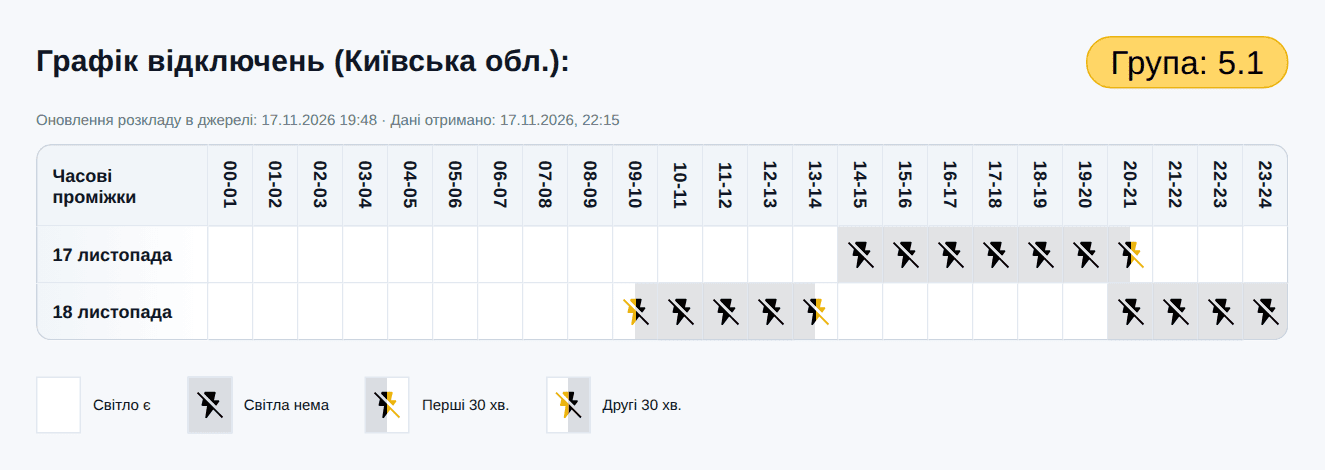 Графік відключень (Київська обл.):
Група: 5.1
Оновлення розкладу в джерелі: 17.11.2026 19:48 · Дані отримано: 17.11.2026, 22:15
Часові
проміжки
00-01
01-02
02-03
03-04
04-05
05-06
06-07
07-08
08-09
09-10
10-11
11-12
12-13
13-14
14-15
15-16
16-17
17-18
18-19
19-20
20-21
21-22
22-23
23-24
17 листопада
18 листопада
Світло є
Світла нема
Перші 30 хв.
Другі 30 хв.